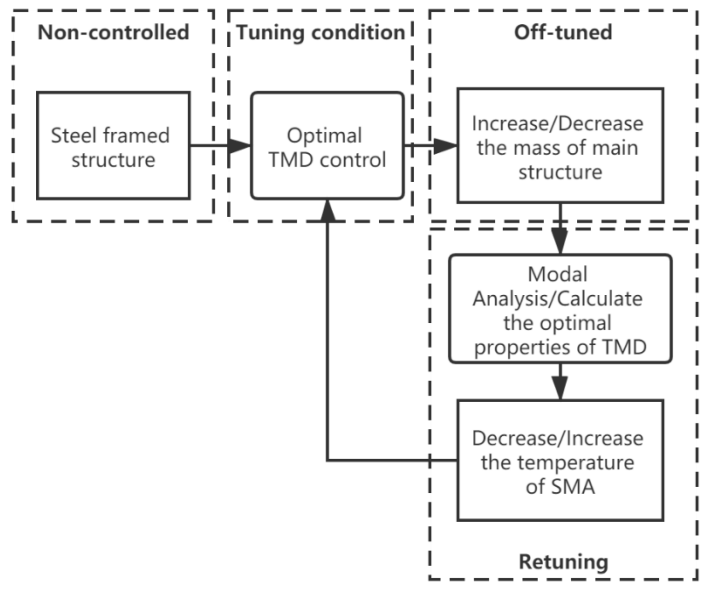 Non-controlled
Steel framed
structure
Tuning condition
Optimal
TMD control
Off-tuned
Increase/Decrease
the mass of main
structure
Modal
Analysis/Calculate
the optimal
properties of TMD
Decrease/Increase
the temperature
of SMA
Retuning